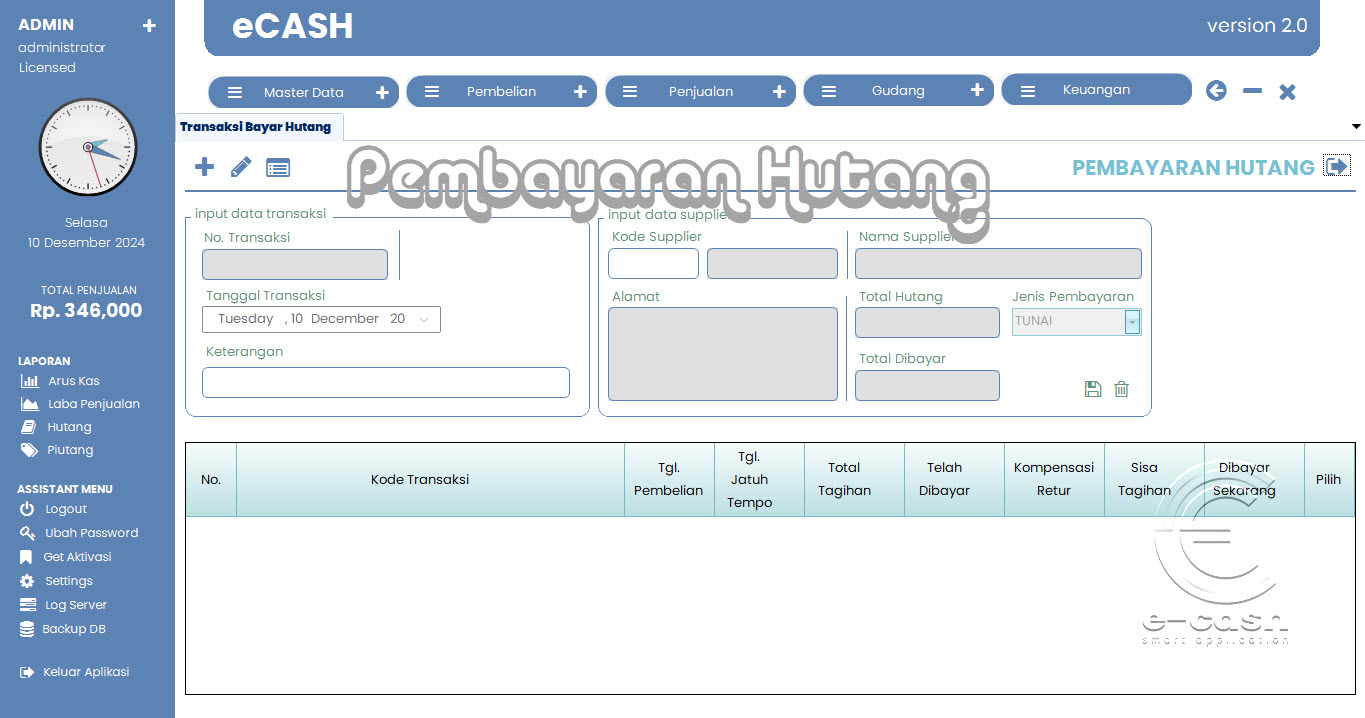 ADMIN
administrator
Licensed
Selasa
10 Desember 2024
TOTAL PENJUALAN
Rp. 346,000
LAPORAN
Arus Kas
Laba Penjualan
Hutang
Piutang
ASSISTANT MENU
Logout
Ubah Password
Get Aktivasi
Settings
Log Server
Backup DB
Keluar Aplikasi
eCASH
version 2.0
Master Data
Pembelian
Penjualan
Gudang
Keuangan
Transaksi Bayar Hutang
Pembayaran Hutang
PEMBAYARAN HUTANG
input data transaksi
No. Transaksi
Tanggal Transaksi
Tuesday , 10 December 20
Keterangan
input data supplie
Kode Supplier
Nama Supplier
Alamat
Total Hutang
Jenis Pembayaran
TUNAI
Total Dibayar
No.
Kode Transaksi
Tgl.
Pembelian
Tgl.
Jatuh
Tempo
Total
Tagihan
Telah
Dibayar
Kompensasi
Retur
Sisa
Tagihan
Dibayar
Sekarang
Pilih
e-cash
smart application